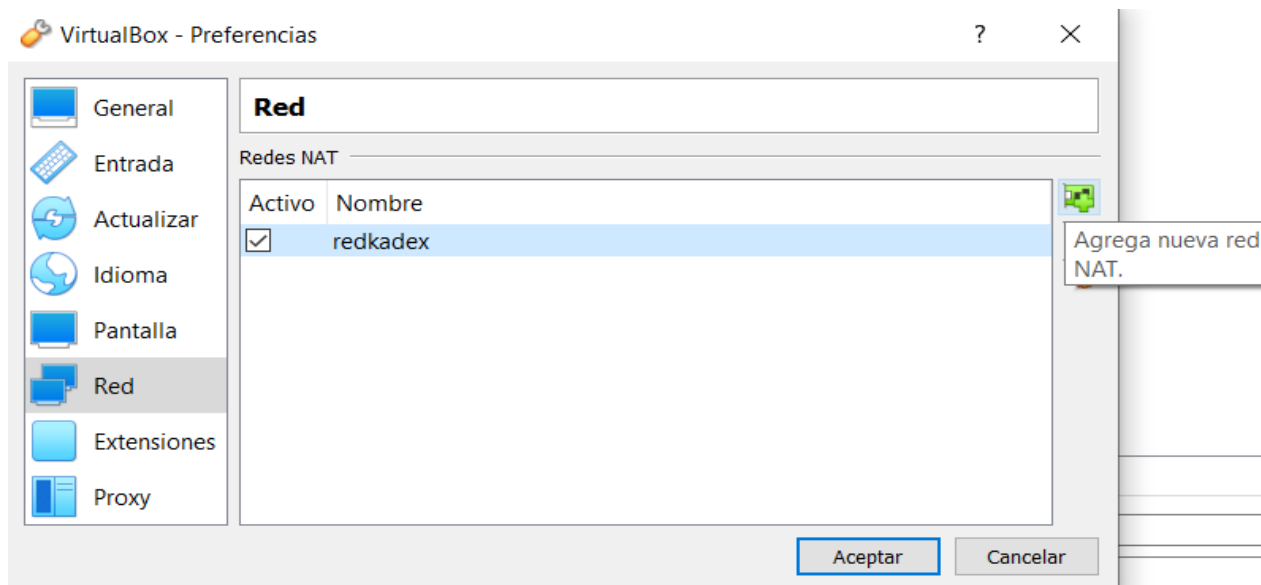 VirtualBox - Preferencias
?
General
Entrada
Actualizar
Idioma
Pantalla
Red
Extensiones
Proxy
Red
Redes NAT
Activo Nombre
redkadex
Agrega nueva red
NAT.
Aceptar
Cancelar